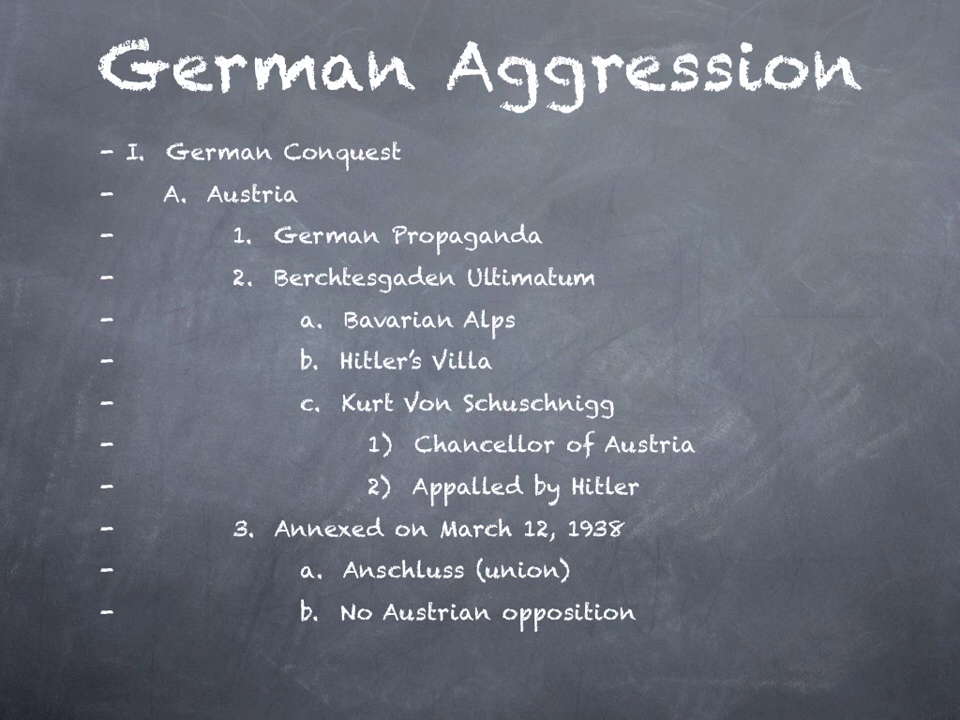 German Aggression
- I. German Conquest
- A. Austria
- 1. German Propaganda
- 2. Berchtesgaden Ultimatum
- a. Bavarian Alps
- b. Hitler's Villa
- c. Kurt Von Schuschnigg
- 1) Chancellor of Austria
- 2) Appalled by Hitler
- 3. Annexed on March 12, 1938
- a. Anschluss (union)
- b. No Austrian opposition